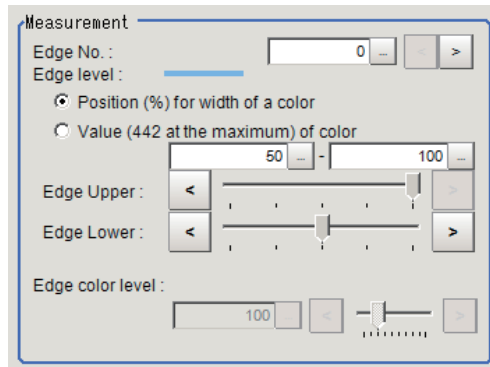 Measurement
Edge No. : 0 ... < >
Edge level :
Position (%) for width of a color
Value (442 at the maximum) of color
50 ... - 100 ...
Edge Upper : < >
Edge Lower : < >
Edge color level :
100 ... < >